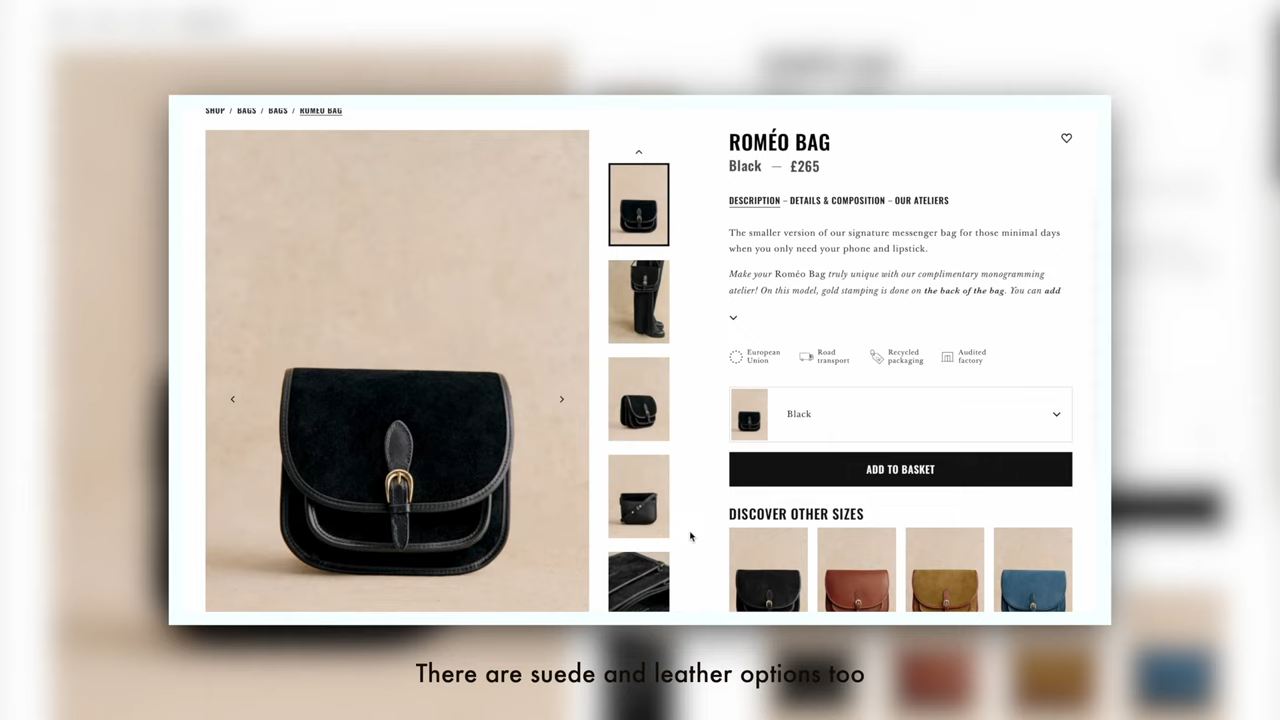 SHOP / BAGS / BAGS / ROMÉO BAG
ROMÉO BAG
Black — £265
DESCRIPTION – DETAILS & COMPOSITION – OUR ATELIERS
The smaller version of our signature messenger bag for those minimal days
when you only need your phone and lipstick.
Make your Roméo Bag truly unique with our complimentary monogramming
atelier! On this model, gold stamping is done on the back of the bag. You can add
European
Union
Road
transport
Recycled
packaging
Audited
factory
Black
ADD TO BASKET
DISCOVER OTHER SIZES
There are suede and leather options too